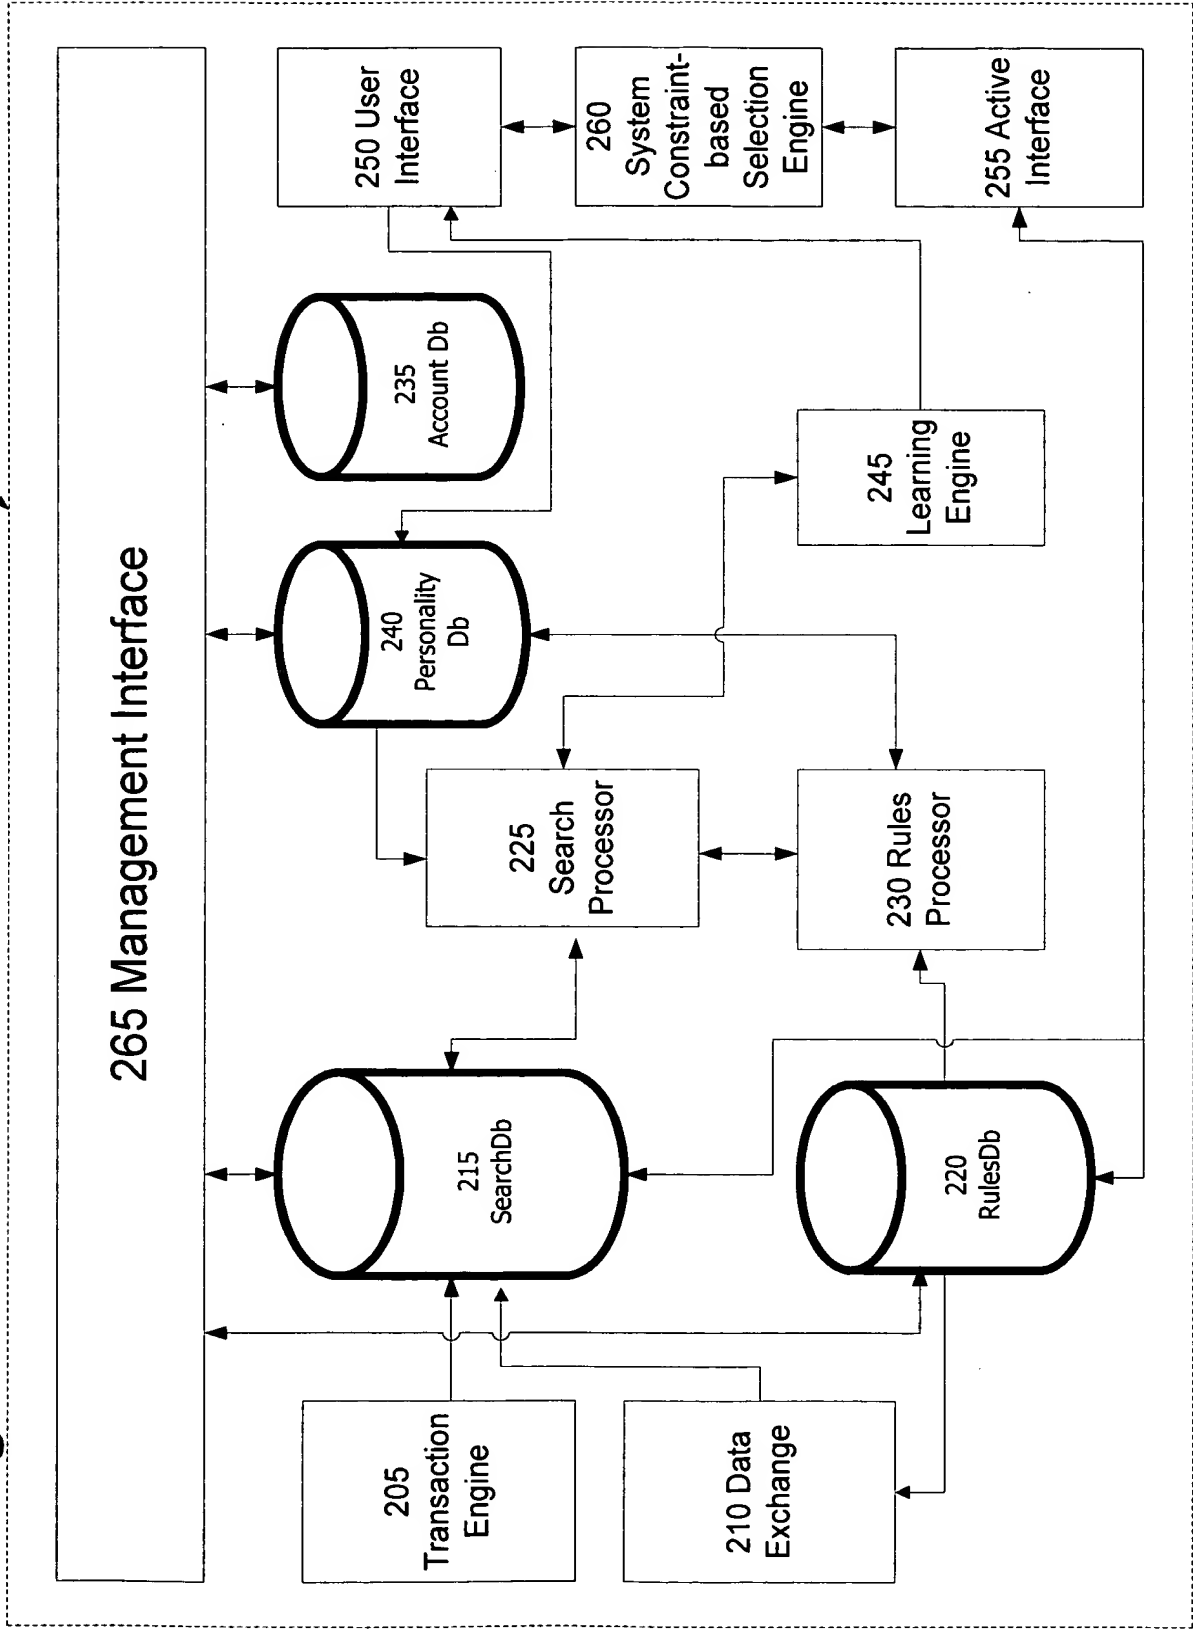 265 Management Interface
205
Transaction
Engine
215
SearchDb
225
Search
Processor
240
Personality
Db
235
Account Db
250 User
Interface
260
System
Constraint-
based
Selection
Engine
210 Data
Exchange
220
RulesDb
230 Rules
Processor
245
Learning
Engine
255 Active
Interface